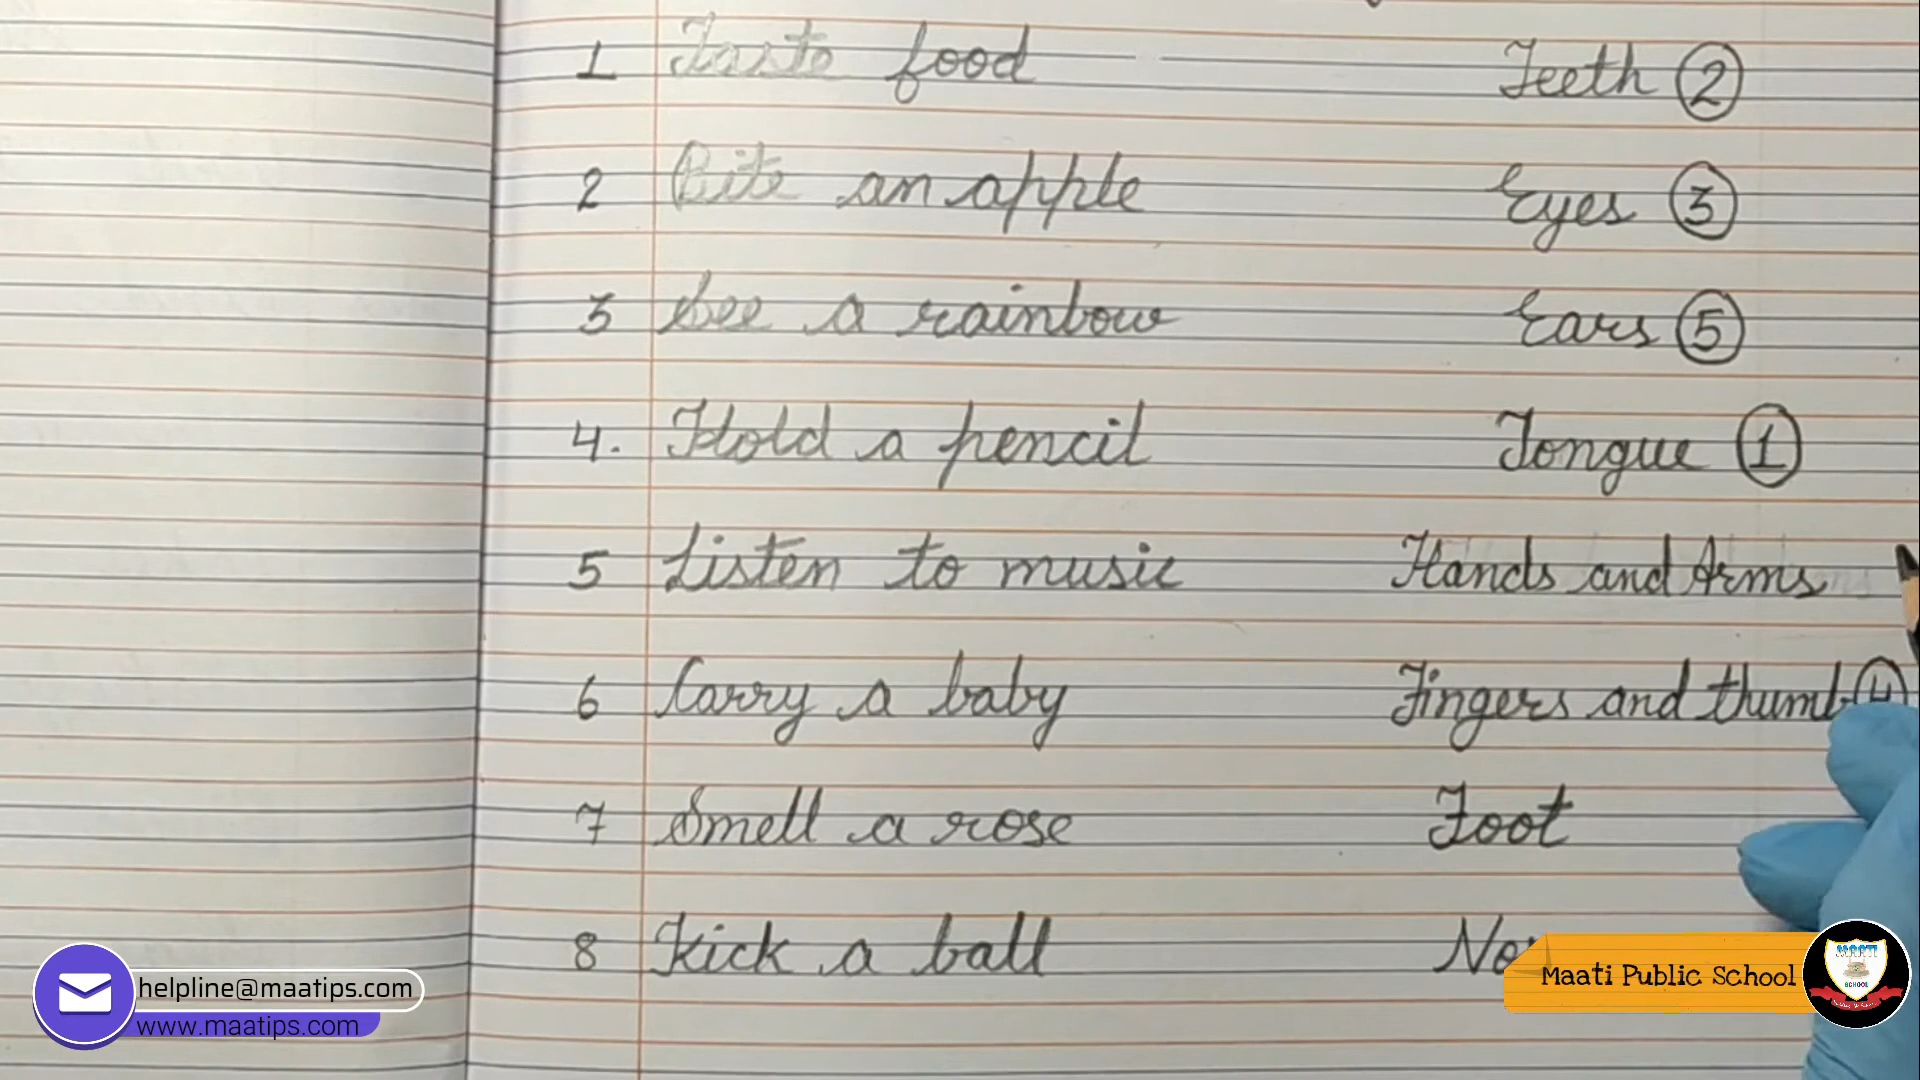 1 Taste food Teeth 2
2 Bite an apple Eyes 3
3 See a rainbow Ears 5
4. Hold a pencil Tongue 1
5 Listen to music Hands and Arms
6 Carry a baby Fingers and thumb 4
7 Smell a rose Foot
8 Kick a ball
helpline@maatips.com
www.maatips.com
Maati Public School
MAATI
SCHOOL